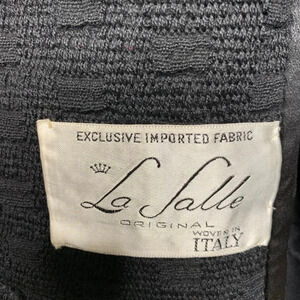 EXCLUSIVE IMPORTED FABRIC
La Salle
ORIGINAL
WOVEN IN
ITALY